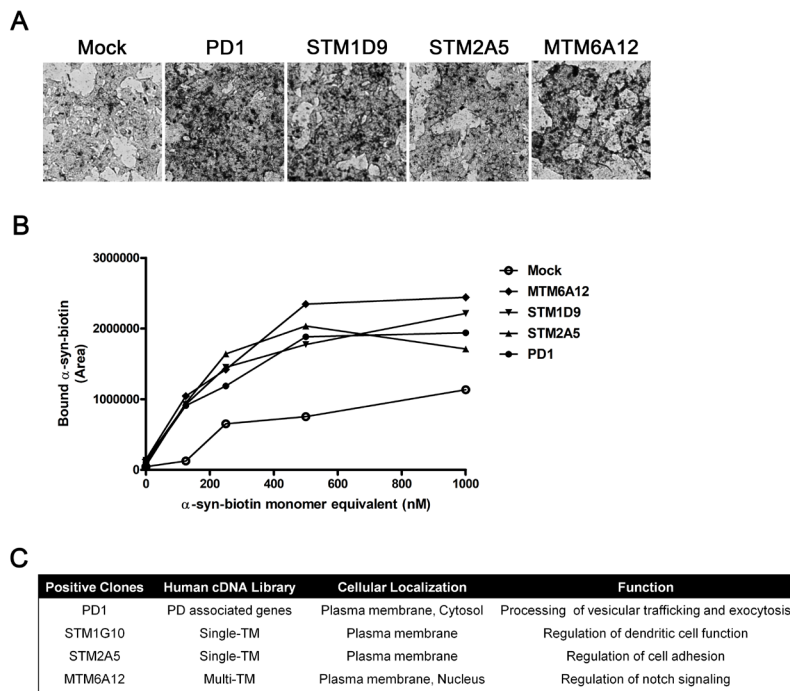 A
Mock PD1 STM1D9 STM2A5 MTM6A12
B
3000000
2000000
1000000
0
Bound α-syn-biotin
(Area)
0 200 400 600 800 1000
α-syn-biotin monomer equivalent (nM)
Mock
MTM6A12
STM1D9
STM2A5
PD1
C
Positive Clones Human cDNA Library Cellular Localization Function
PD1 PD associated genes Plasma membrane, Cytosol Processing of vesicular trafficking and exocytosis
STM1G10 Single-TM Plasma membrane Regulation of dendritic cell function
STM2A5 Single-TM Plasma membrane Regulation of cell adhesion
MTM6A12 Multi-TM Plasma membrane, Nucleus Regulation of notch signaling